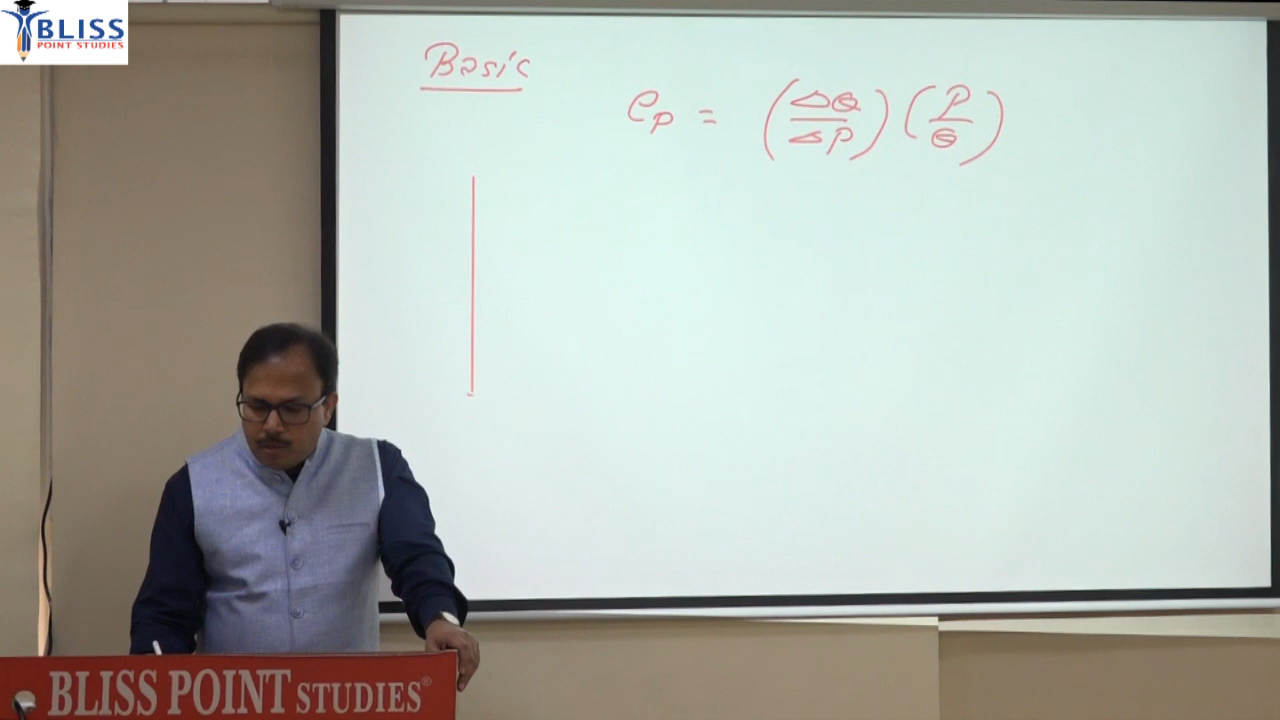 BLISS
POINT STUDIES
Basic
eₚ = (ΔQ/ΔP) (P/Q)
BLISS POINT STUDIES®